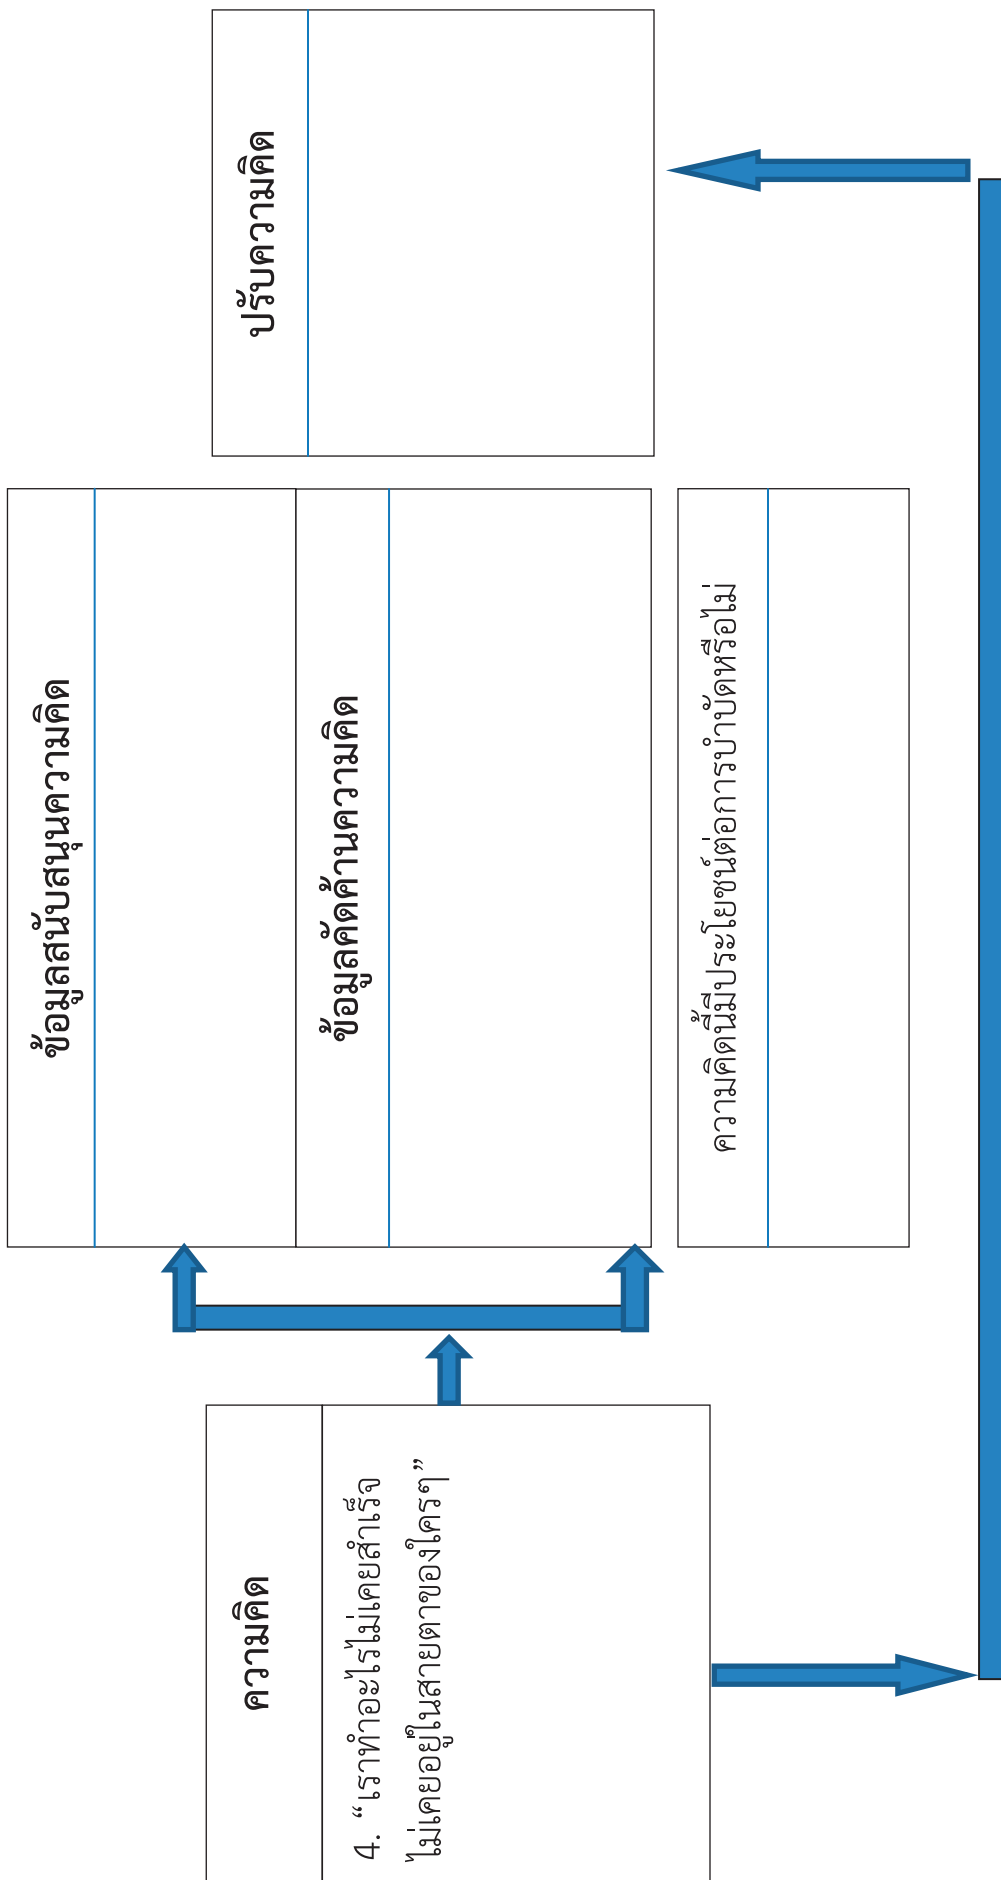 ความคิด
4. “เราทำอะไรไม่เคยสำเร็จ
ไม่เคยอยู่ในสายตาของใครๆ”
ข้อมูลสนับสนุนความคิด
ข้อมูลคัดค้านความคิด
ความคิดนี้มีประโยชน์ต่อการบำบัดหรือไม่
ปรับความคิด